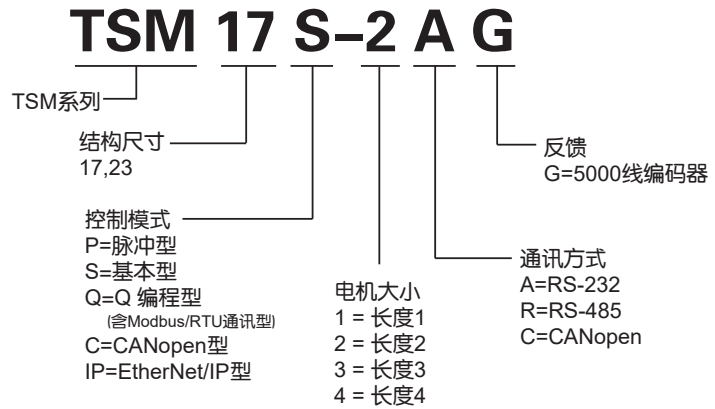 TSM 17 S-2 A G
TSM系列
结构尺寸
17,23
控制模式
P=脉冲型
S=基本型
Q=Q 编程型
(含Modbus/RTU通讯型)
C=CANopen型
IP=EtherNet/IP型
电机大小
1 = 长度1
2 = 长度2
3 = 长度3
4 = 长度4
通讯方式
A=RS-232
R=RS-485
C=CANopen
反馈
G=5000线编码器